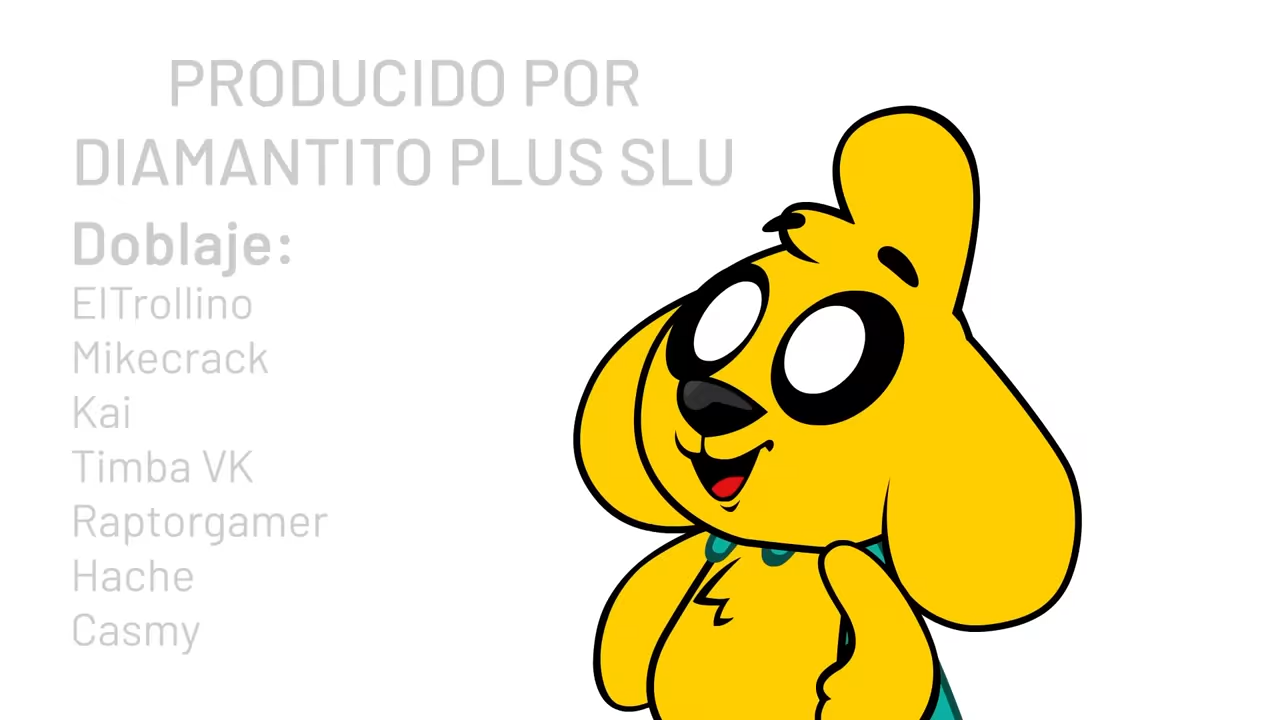 PRODUCIDO POR
DIAMANTITO PLUS SLU
Doblaje:
ElTrollino
Mikecrack
Kai
Timba VK
Raptorgamer
Hache
Casmy